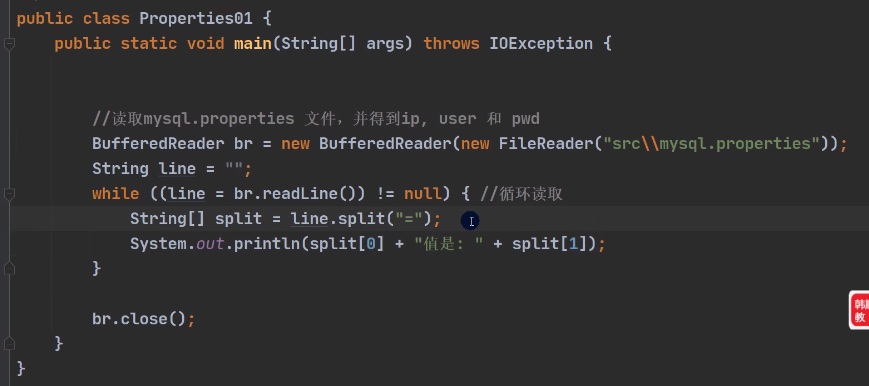 public class Properties01 {
    public static void main(String[] args) throws IOException {
        //读取mysql.properties 文件，并得到ip, user 和 pwd
        BufferedReader br = new BufferedReader(new FileReader("src\\mysql.properties"));
        String line = "";
        while ((line = br.readLine()) != null) { //循环读取
            String[] split = line.split("=");
            System.out.println(split[0] + "值是: " + split[1]);
        }
        br.close();
    }
}
教